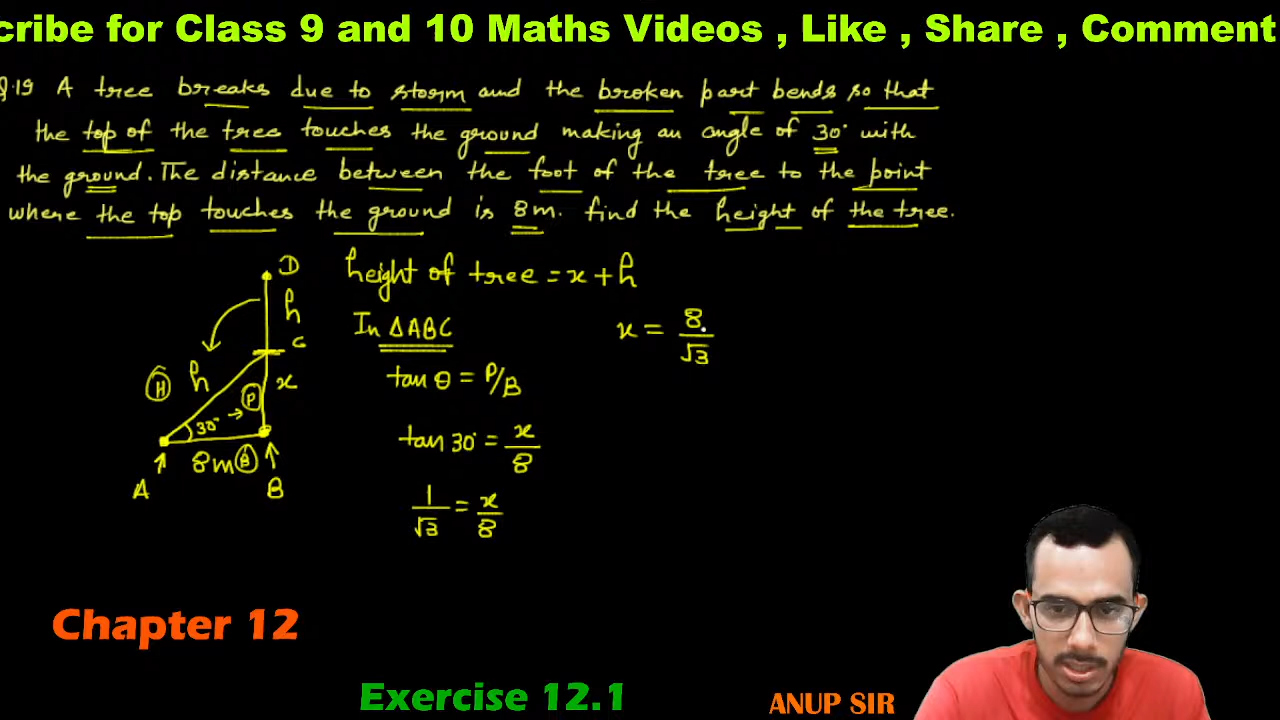 cribe for Class 9 and 10 Maths Videos , Like , Share , Comment
Q.19 A tree breaks due to storm and the broken part bends so that
the top of the tree touches the ground making an angle of 30° with
the ground. The distance between the foot of the tree to the point
where the top touches the ground is 8m. find the height of the tree.
D
h
C
H h x
P
30°
8m B
A B
height of tree = x + h
In ΔABC
tan θ = P/B
tan 30° = x/8
1/√3 = x/8
x = 8/√3
Chapter 12
Exercise 12.1
ANUP SIR